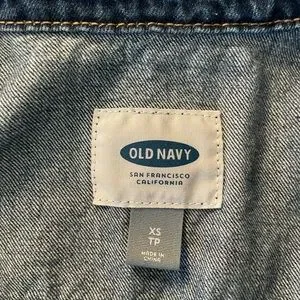 OLD NAVY
SAN FRANCISCO
CALIFORNIA
XS
TP
MADE IN
CHINA